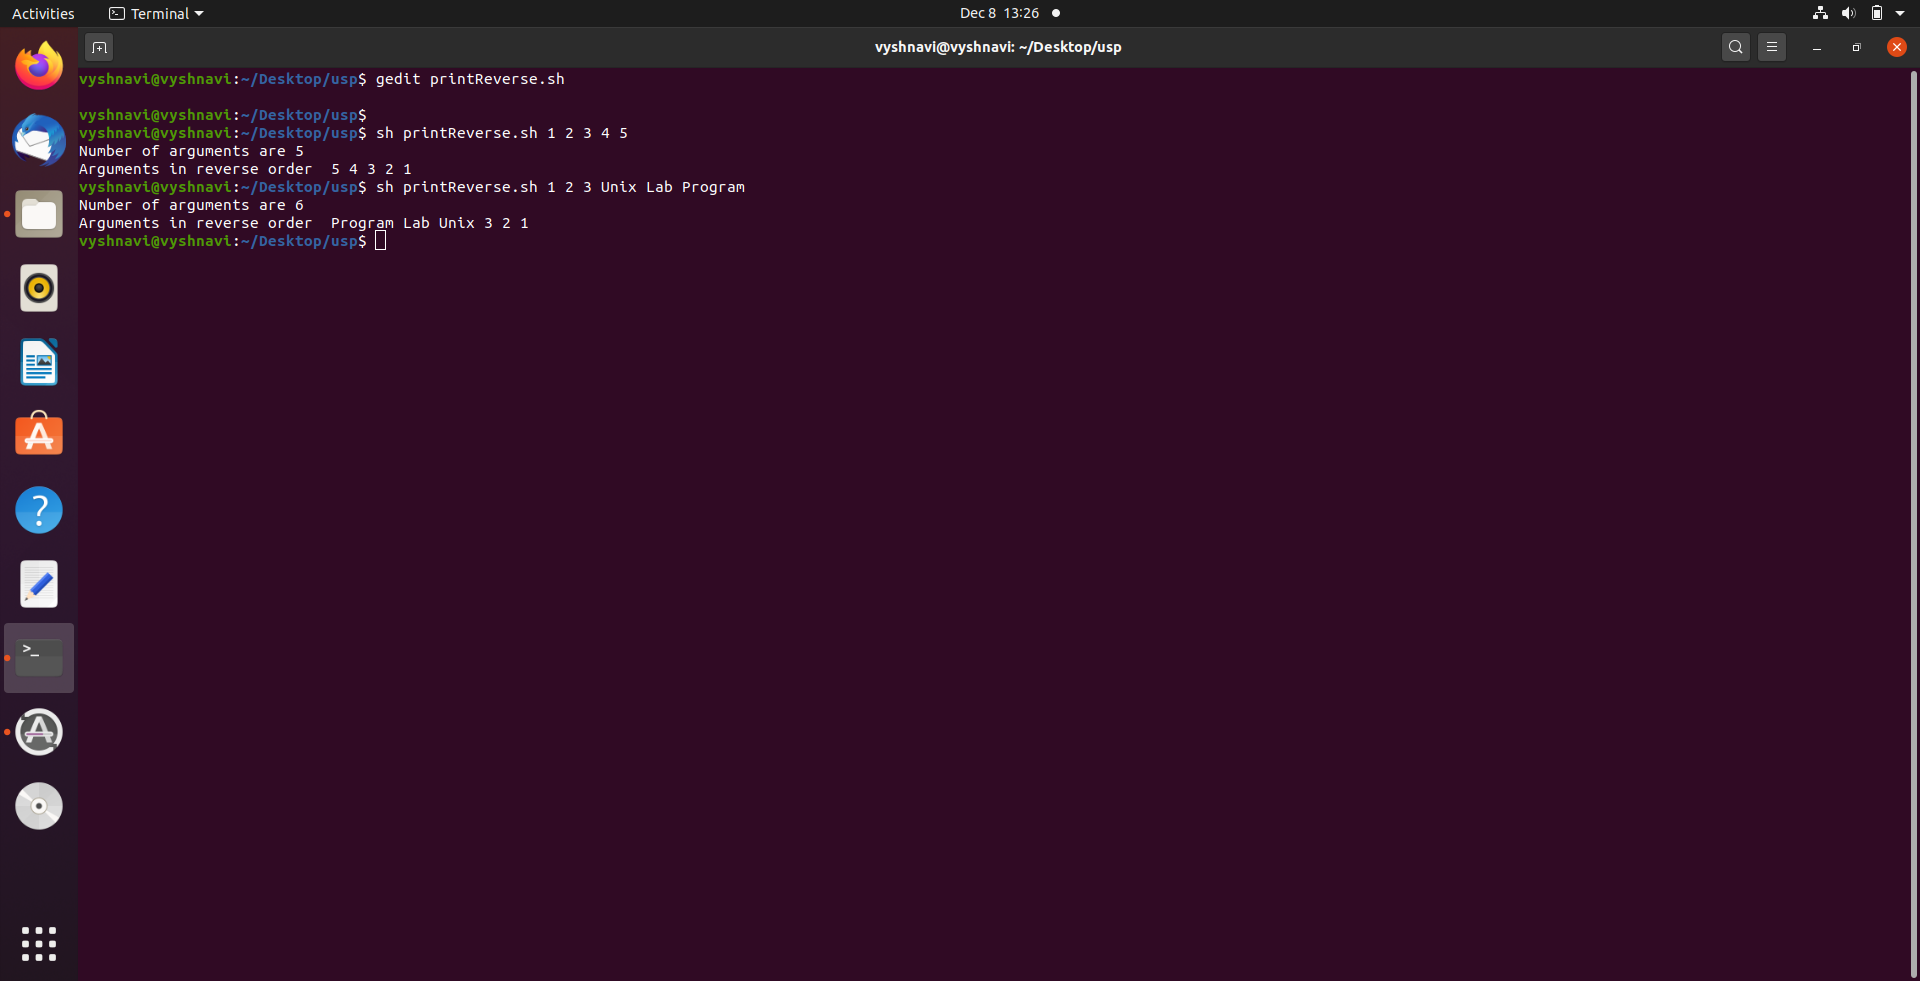 Activities Terminal Dec 8 13:26
vyshnavi@vyshnavi: ~/Desktop/usp
vyshnavi@vyshnavi:~/Desktop/usp$ gedit printReverse.sh
vyshnavi@vyshnavi:~/Desktop/usp$
vyshnavi@vyshnavi:~/Desktop/usp$ sh printReverse.sh 1 2 3 4 5
Number of arguments are 5
Arguments in reverse order  5 4 3 2 1
vyshnavi@vyshnavi:~/Desktop/usp$ sh printReverse.sh 1 2 3 Unix Lab Program
Number of arguments are 6
Arguments in reverse order  Program Lab Unix 3 2 1
vyshnavi@vyshnavi:~/Desktop/usp$